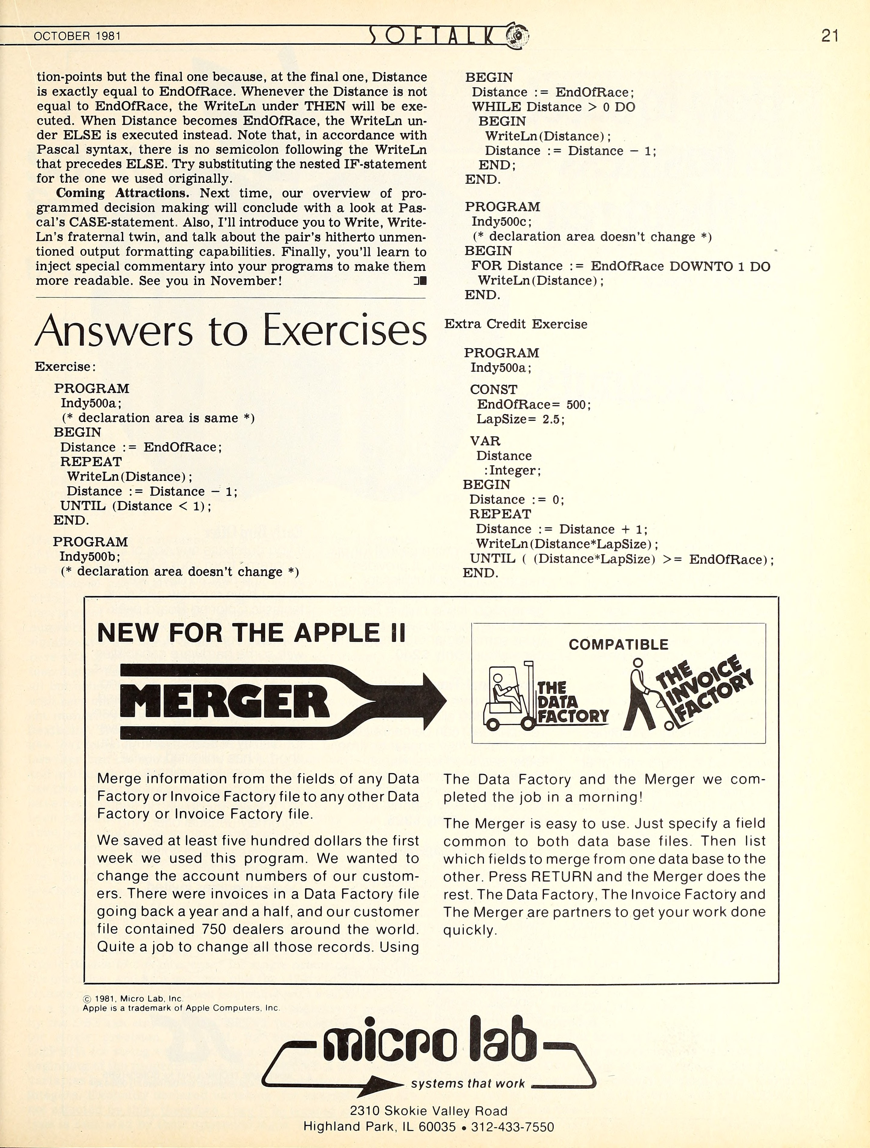 OCTOBER 1981
SOFTALK
21
tion-points but the final one because, at the final one, Distance
is exactly equal to EndOfRace. Whenever the Distance is not
equal to EndOfRace, the WriteLn under THEN will be exe-
cuted. When Distance becomes EndOfRace, the WriteLn un-
der ELSE is executed instead. Note that, in accordance with
Pascal syntax, there is no semicolon following the WriteLn
that precedes ELSE. Try substituting the nested IF-statement
for the one we used originally.
Coming Attractions. Next time, our overview of pro-
grammed decision making will conclude with a look at Pas-
cal's CASE-statement. Also, I'll introduce you to Write, Write-
Ln's fraternal twin, and talk about the pair's hitherto unmen-
tioned output formatting capabilities. Finally, you'll learn to
inject special commentary into your programs to make them
more readable. See you in November!
Answers to Exercises
Exercise:
PROGRAM
Indy500a;
(* declaration area is same *)
BEGIN
Distance := EndOfRace;
REPEAT
WriteLn(Distance);
Distance := Distance - 1;
UNTIL (Distance < 1);
END.
PROGRAM
Indy500b;
(* declaration area doesn't change *)
BEGIN
Distance := EndOfRace;
WHILE Distance > 0 DO
BEGIN
WriteLn(Distance);
Distance := Distance - 1;
END;
END.
PROGRAM
Indy500c;
(* declaration area doesn't change *)
BEGIN
FOR Distance := EndOfRace DOWNTO 1 DO
WriteLn(Distance);
END.
Extra Credit Exercise
PROGRAM
Indy500a;
CONST
EndOfRace= 500;
LapSize= 2.5;
VAR
Distance
:Integer;
BEGIN
Distance := 0;
REPEAT
Distance := Distance + 1;
WriteLn(Distance*LapSize);
UNTIL ( (Distance*LapSize) >= EndOfRace);
END.
NEW FOR THE APPLE II
MERGER
COMPATIBLE
THE
DATA
FACTORY
THE
INVOICE
FACTORY
Merge information from the fields of any Data
Factory or Invoice Factory file to any other Data
Factory or Invoice Factory file.
We saved at least five hundred dollars the first
week we used this program. We wanted to
change the account numbers of our custom-
ers. There were invoices in a Data Factory file
going back a year and a half, and our customer
file contained 750 dealers around the world.
Quite a job to change all those records. Using
The Data Factory and the Merger we com-
pleted the job in a morning!
The Merger is easy to use. Just specify a field
common to both data base files. Then list
which fields to merge from one data base to the
other. Press RETURN and the Merger does the
rest. The Data Factory, The Invoice Factory and
The Merger are partners to get your work done
quickly.
© 1981, Micro Lab, Inc.
Apple is a trademark of Apple Computers, Inc.
micro lab
systems that work
2310 Skokie Valley Road
Highland Park, IL 60035 • 312-433-7550